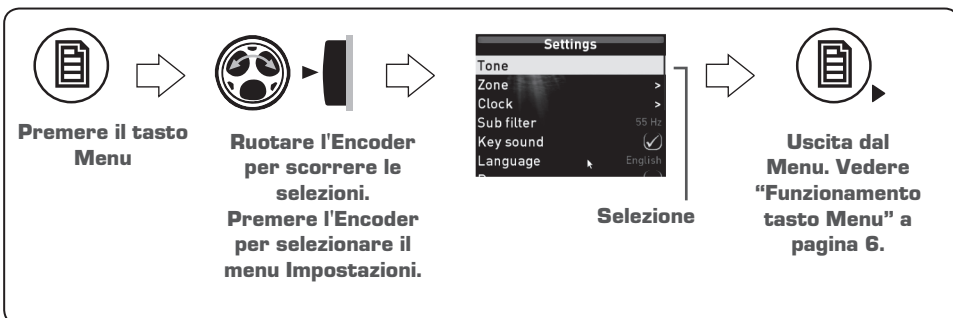 Premere il tasto
Menu
Ruotare l'Encoder
per scorrere le
selezioni.
Premere l'Encoder
per selezionare il
menu Impostazioni.
Settings
Tone
Zone >
Clock >
Sub filter 55 Hz
Key sound
Language English
Selezione
Uscita dal
Menu. Vedere
“Funzionamento
tasto Menu” a
pagina 6.